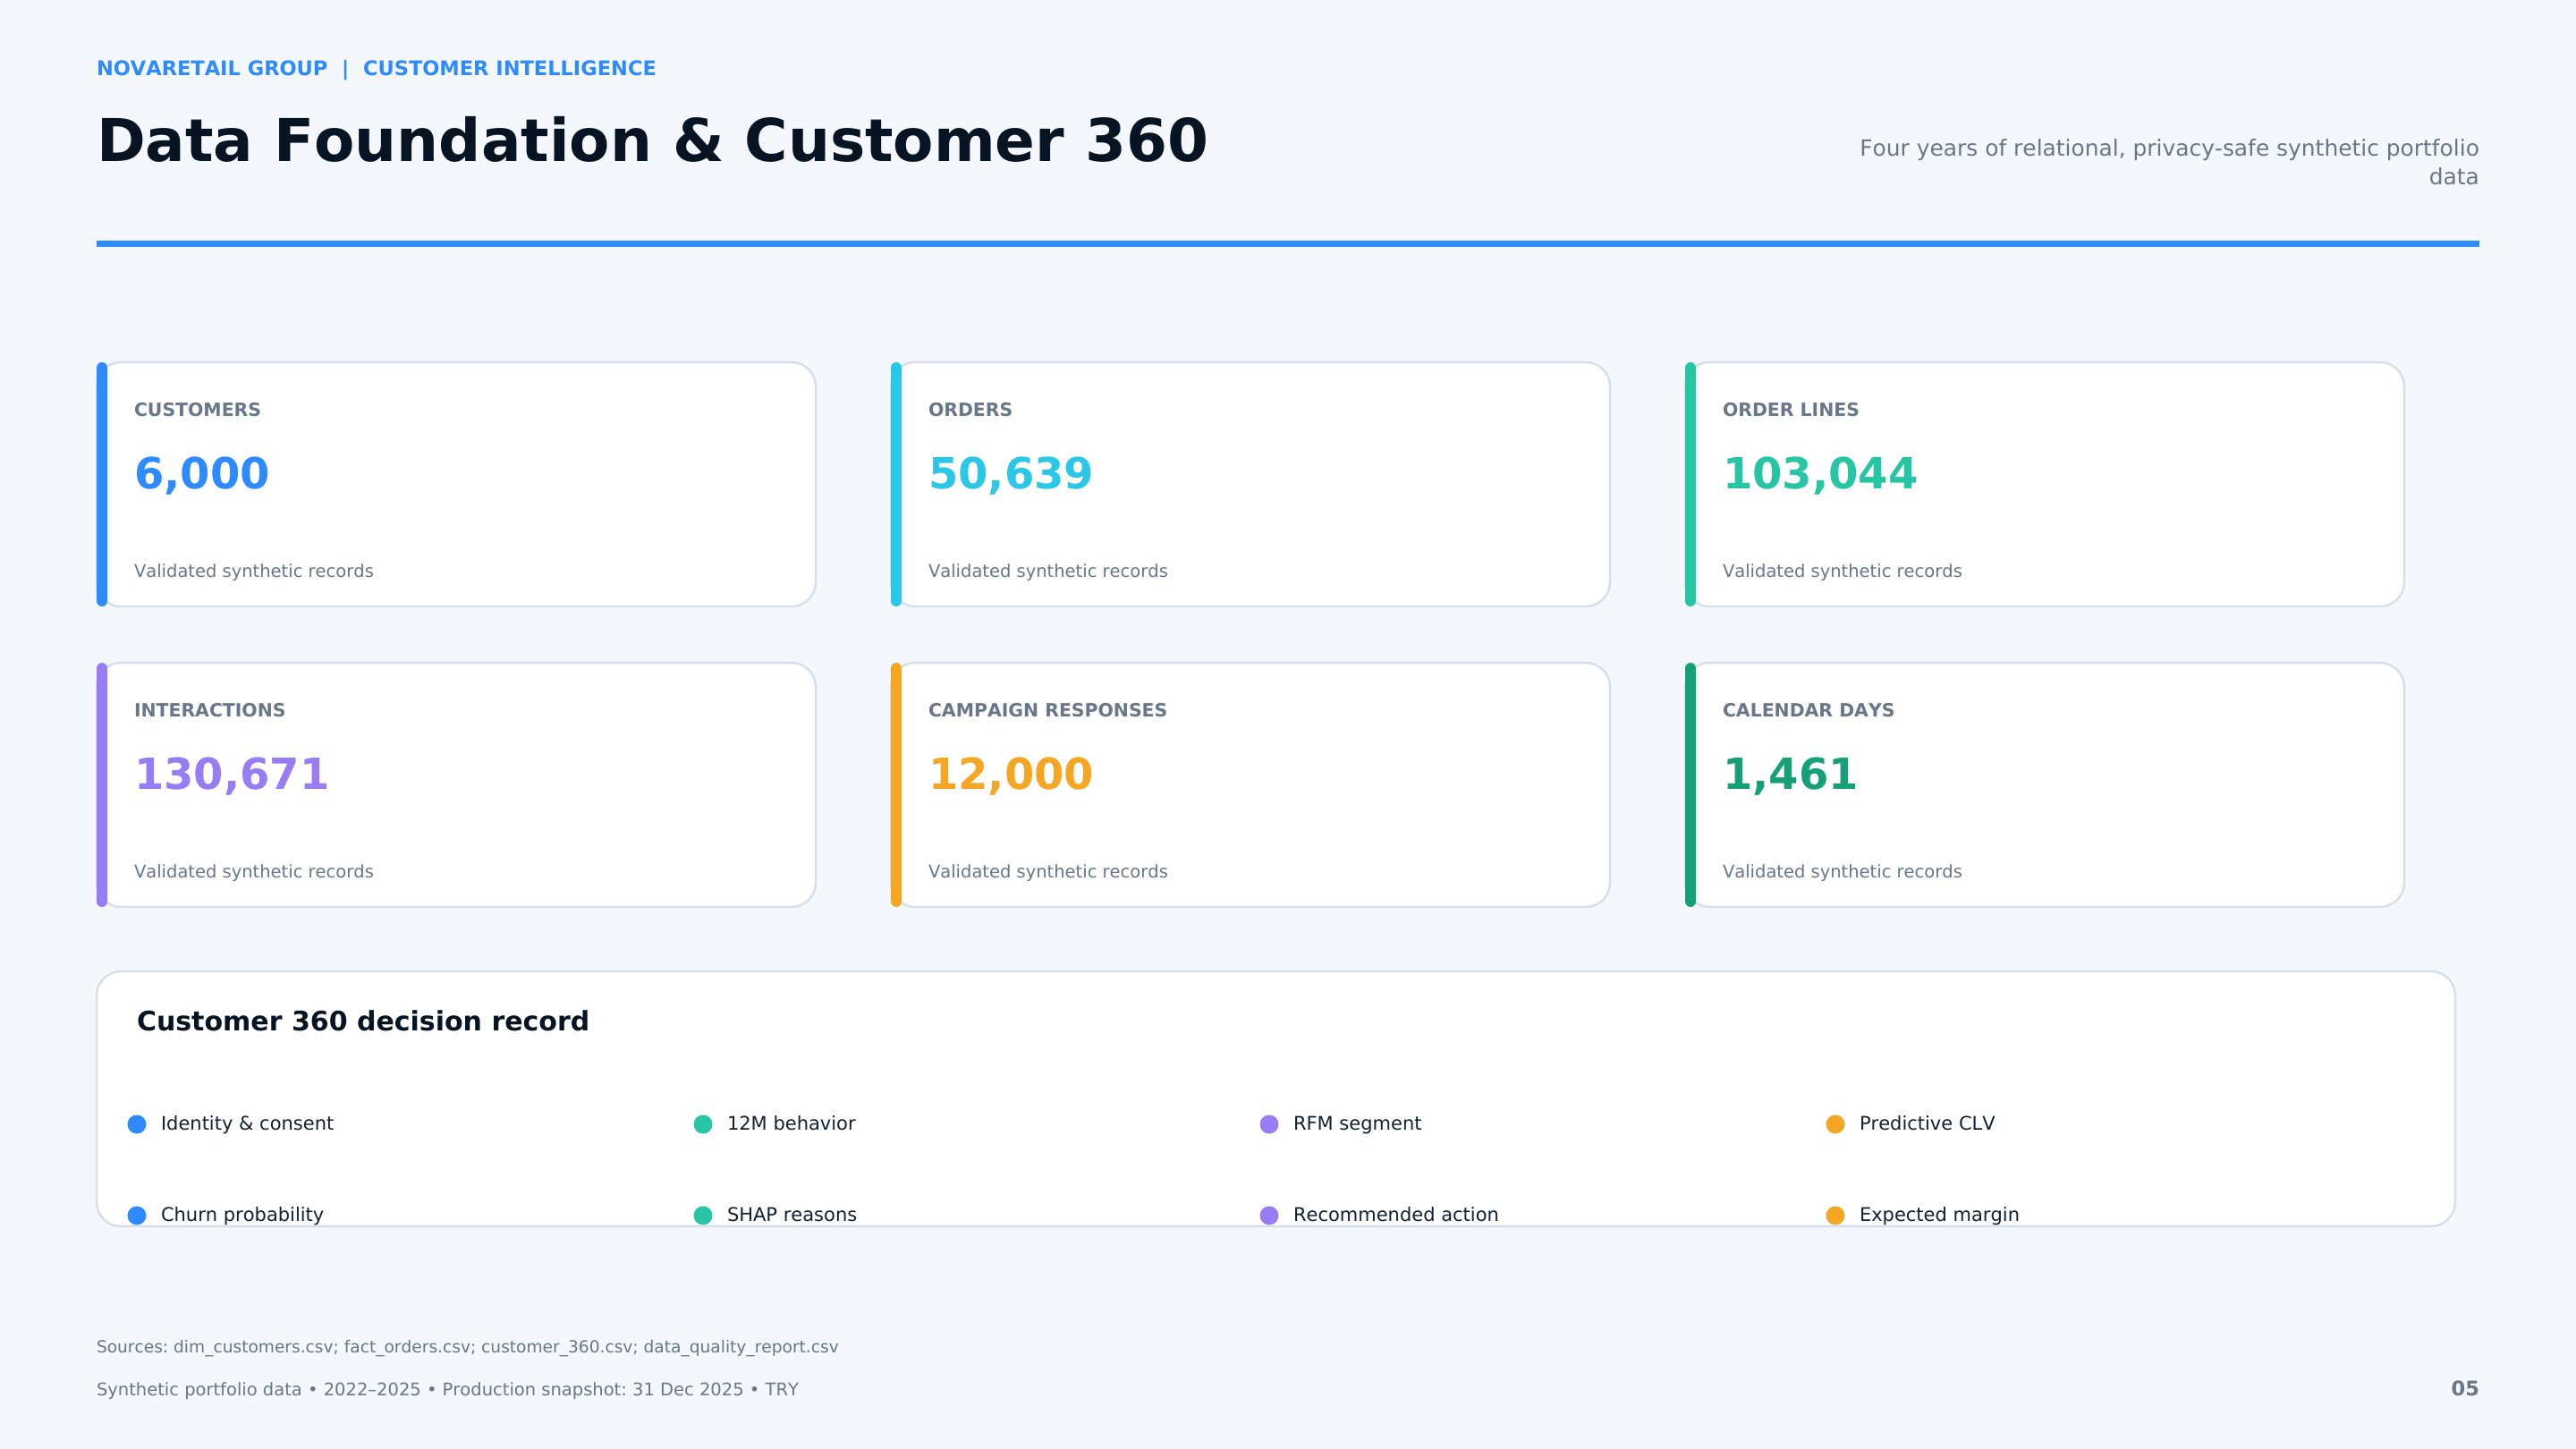 NOVARETAIL GROUP | CUSTOMER INTELLIGENCE
Data Foundation & Customer 360
Four years of relational, privacy-safe synthetic portfolio
data
CUSTOMERS
6,000
Validated synthetic records
ORDERS
50,639
Validated synthetic records
ORDER LINES
103,044
Validated synthetic records
INTERACTIONS
130,671
Validated synthetic records
CAMPAIGN RESPONSES
12,000
Validated synthetic records
CALENDAR DAYS
1,461
Validated synthetic records
Customer 360 decision record
Identity & consent
12M behavior
RFM segment
Predictive CLV
Churn probability
SHAP reasons
Recommended action
Expected margin
Sources: dim_customers.csv; fact_orders.csv; customer_360.csv; data_quality_report.csv
Synthetic portfolio data • 2022–2025 • Production snapshot: 31 Dec 2025 • TRY
05